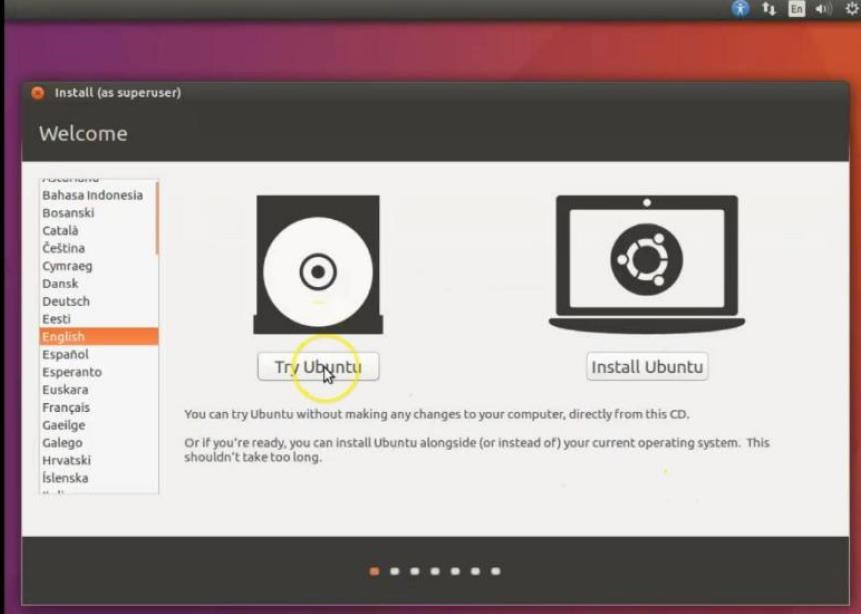 En
Install (as superuser)
Welcome
Bahasa Indonesia
Bosanski
Català
Čeština
Cymraeg
Dansk
Deutsch
Eesti
English
Español
Esperanto
Euskara
Français
Gaeilge
Galego
Hrvatski
Íslenska
Try Ubuntu
Install Ubuntu
You can try Ubuntu without making any changes to your computer, directly from this CD.
Or if you're ready, you can install Ubuntu alongside (or instead of) your current operating system. This
shouldn't take too long.